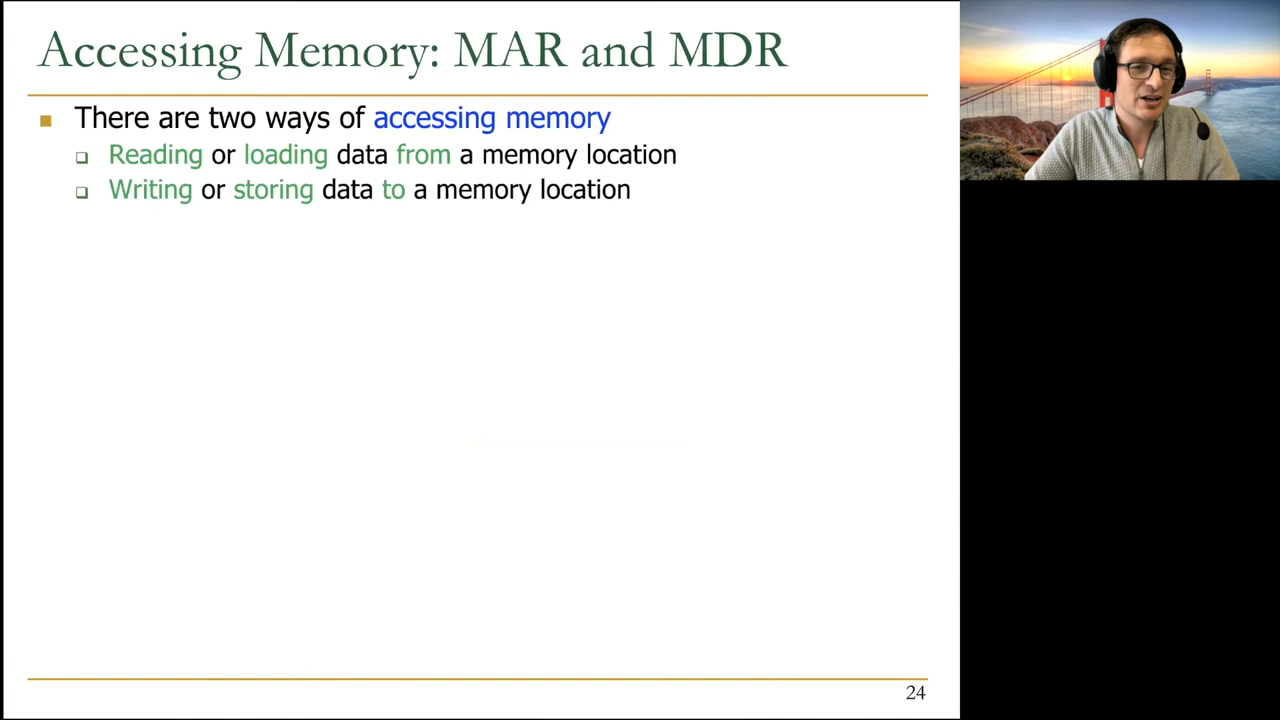 Accessing Memory: MAR and MDR
There are two ways of accessing memory
Reading or loading data from a memory location
Writing or storing data to a memory location
24